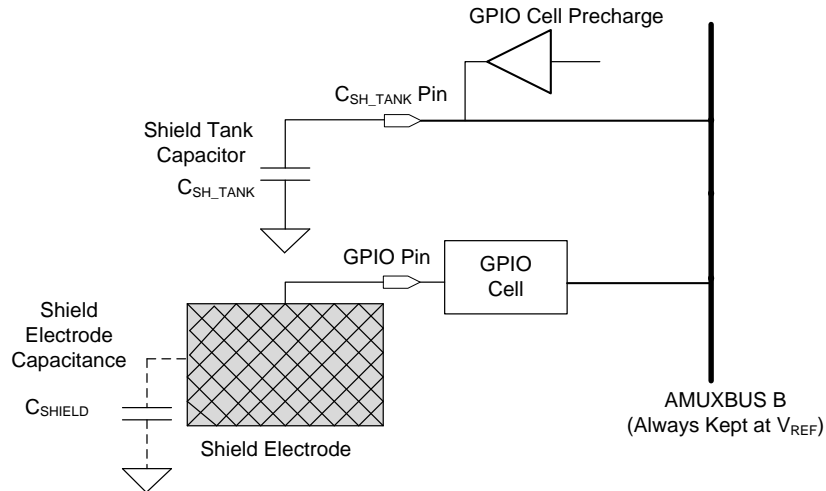 GPIO Cell Precharge
C_SH_TANK Pin
Shield Tank
Capacitor
C_SH_TANK
GPIO Pin
GPIO
Cell
Shield
Electrode
Capacitance
C_SHIELD
Shield Electrode
AMUXBUS B
(Always Kept at V_REF)